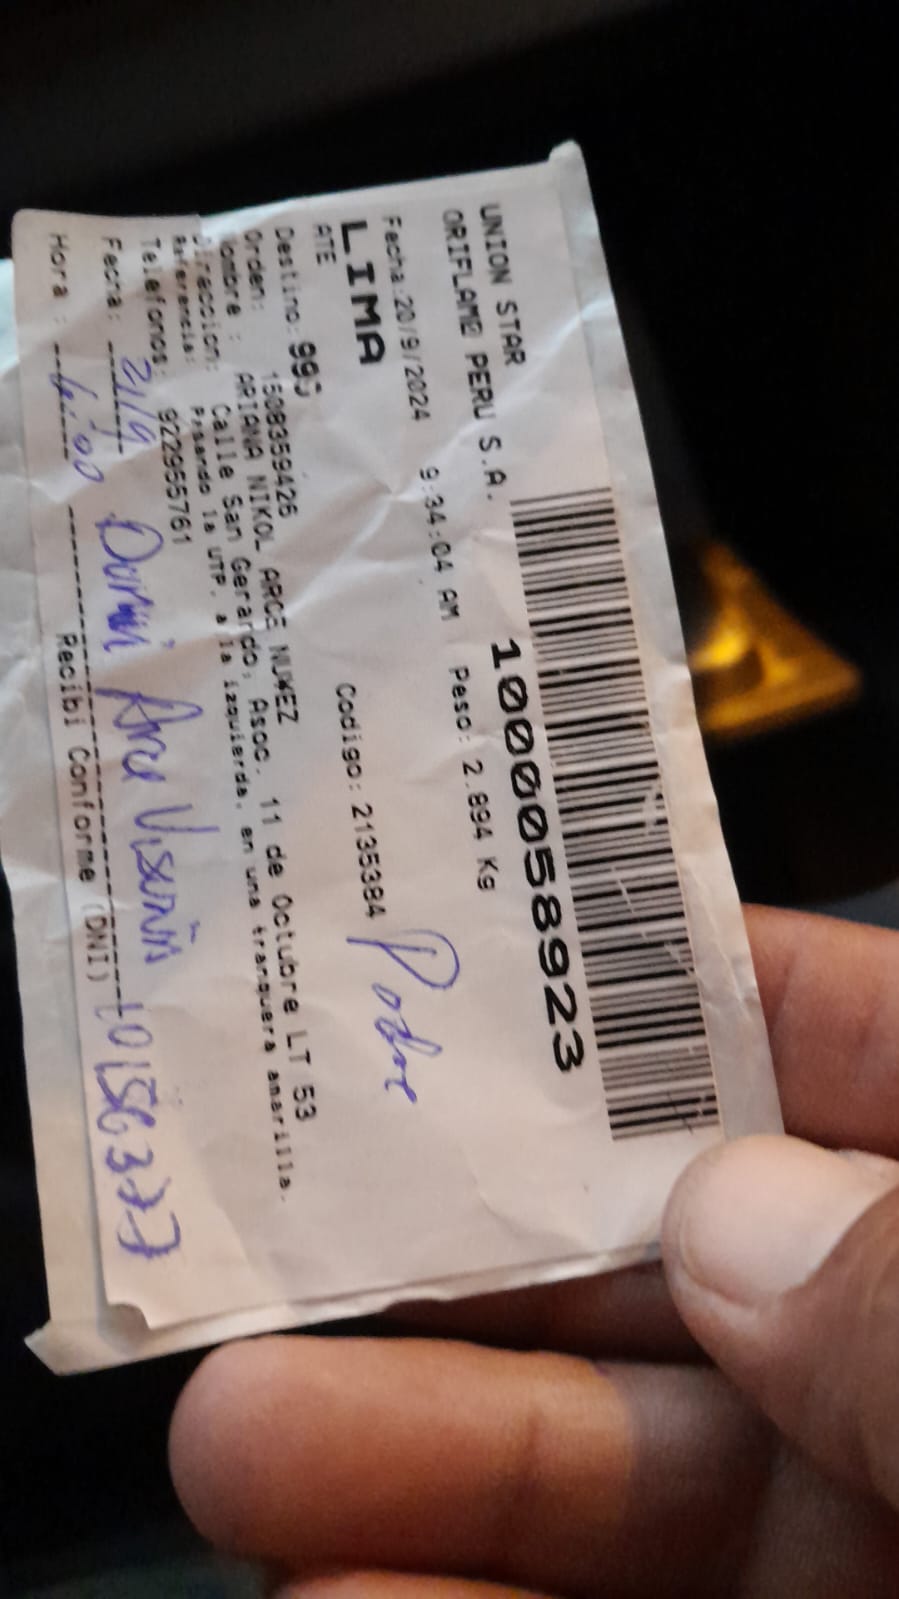 UNION STAR
ORIFLAME PERU S.A.
1000058923
Fecha:20/9/2024 9:34:04 AM Peso: 2.894 Kg
LIMA
ATE
Codigo: 2135384
Padre
Destino:
Orden: 1508359426
Nombre : ARIANA NIKOL ARCE NUÑEZ
Direccion: Calle San Gerardo, Asoc. 11 de Octubre LT 53
Referencia: Pasando la UTP, a la izquierda, en una tranquera amarilla.
Telefonos: 922955761
Fecha: 21/9
Arce
Hora :
Recibi Conforme (DNI)